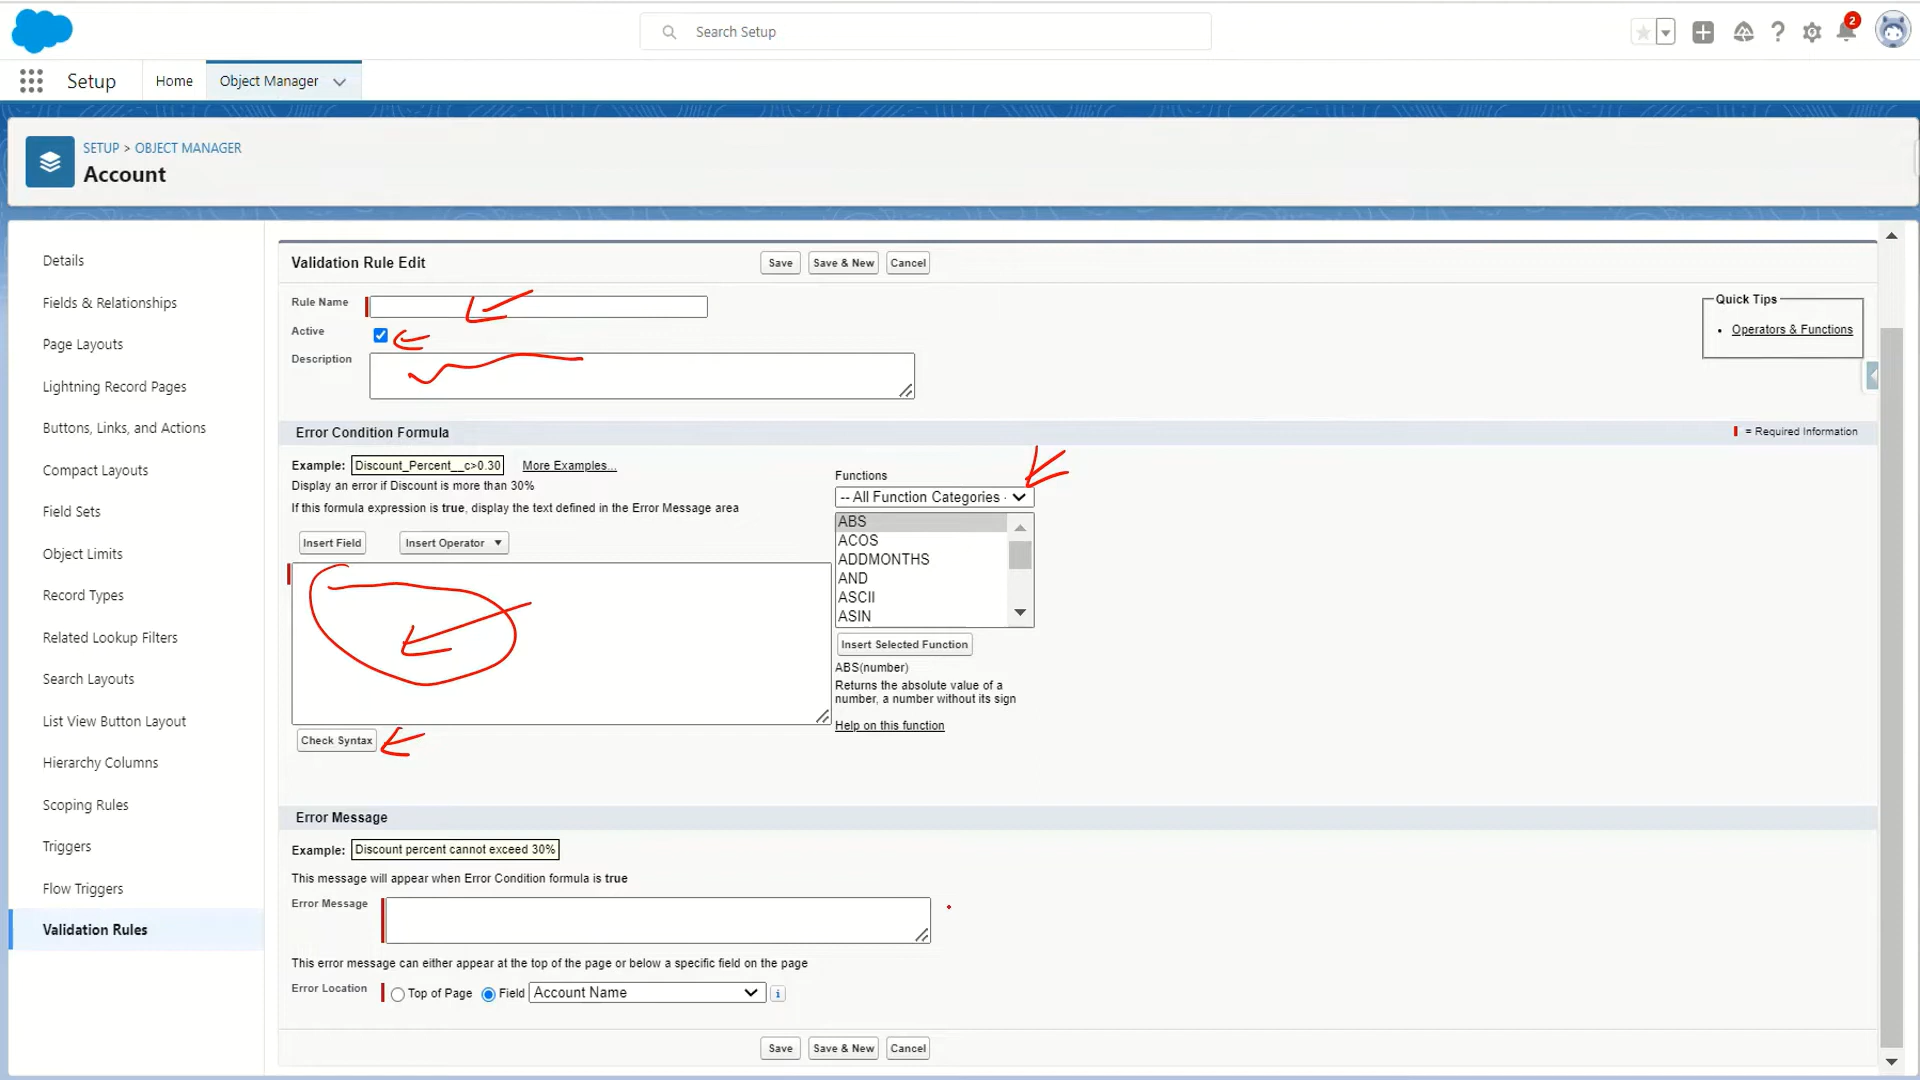 Search Setup
2
Setup
Home
Object Manager
SETUP > OBJECT MANAGER
Account
Details
Fields & Relationships
Page Layouts
Lightning Record Pages
Buttons, Links, and Actions
Compact Layouts
Field Sets
Object Limits
Record Types
Related Lookup Filters
Search Layouts
List View Button Layout
Hierarchy Columns
Scoping Rules
Triggers
Flow Triggers
Validation Rules
Validation Rule Edit
Save
Save & New
Cancel
Rule Name
Active
Description
Quick Tips
• Operators & Functions
Error Condition Formula
= Required Information
Example: Discount_Percent__c>0.30 More Examples...
Display an error if Discount is more than 30%
If this formula expression is true, display the text defined in the Error Message area
Insert Field
Insert Operator
Functions
-- All Function Categories -
ABS
ACOS
ADDMONTHS
AND
ASCII
ASIN
Insert Selected Function
ABS(number)
Returns the absolute value of a
number, a number without its sign
Help on this function
Check Syntax
Error Message
Example: Discount percent cannot exceed 30%
This message will appear when Error Condition formula is true
Error Message
This error message can either appear at the top of the page or below a specific field on the page
Error Location
Top of Page
Field
Account Name
i
Save
Save & New
Cancel